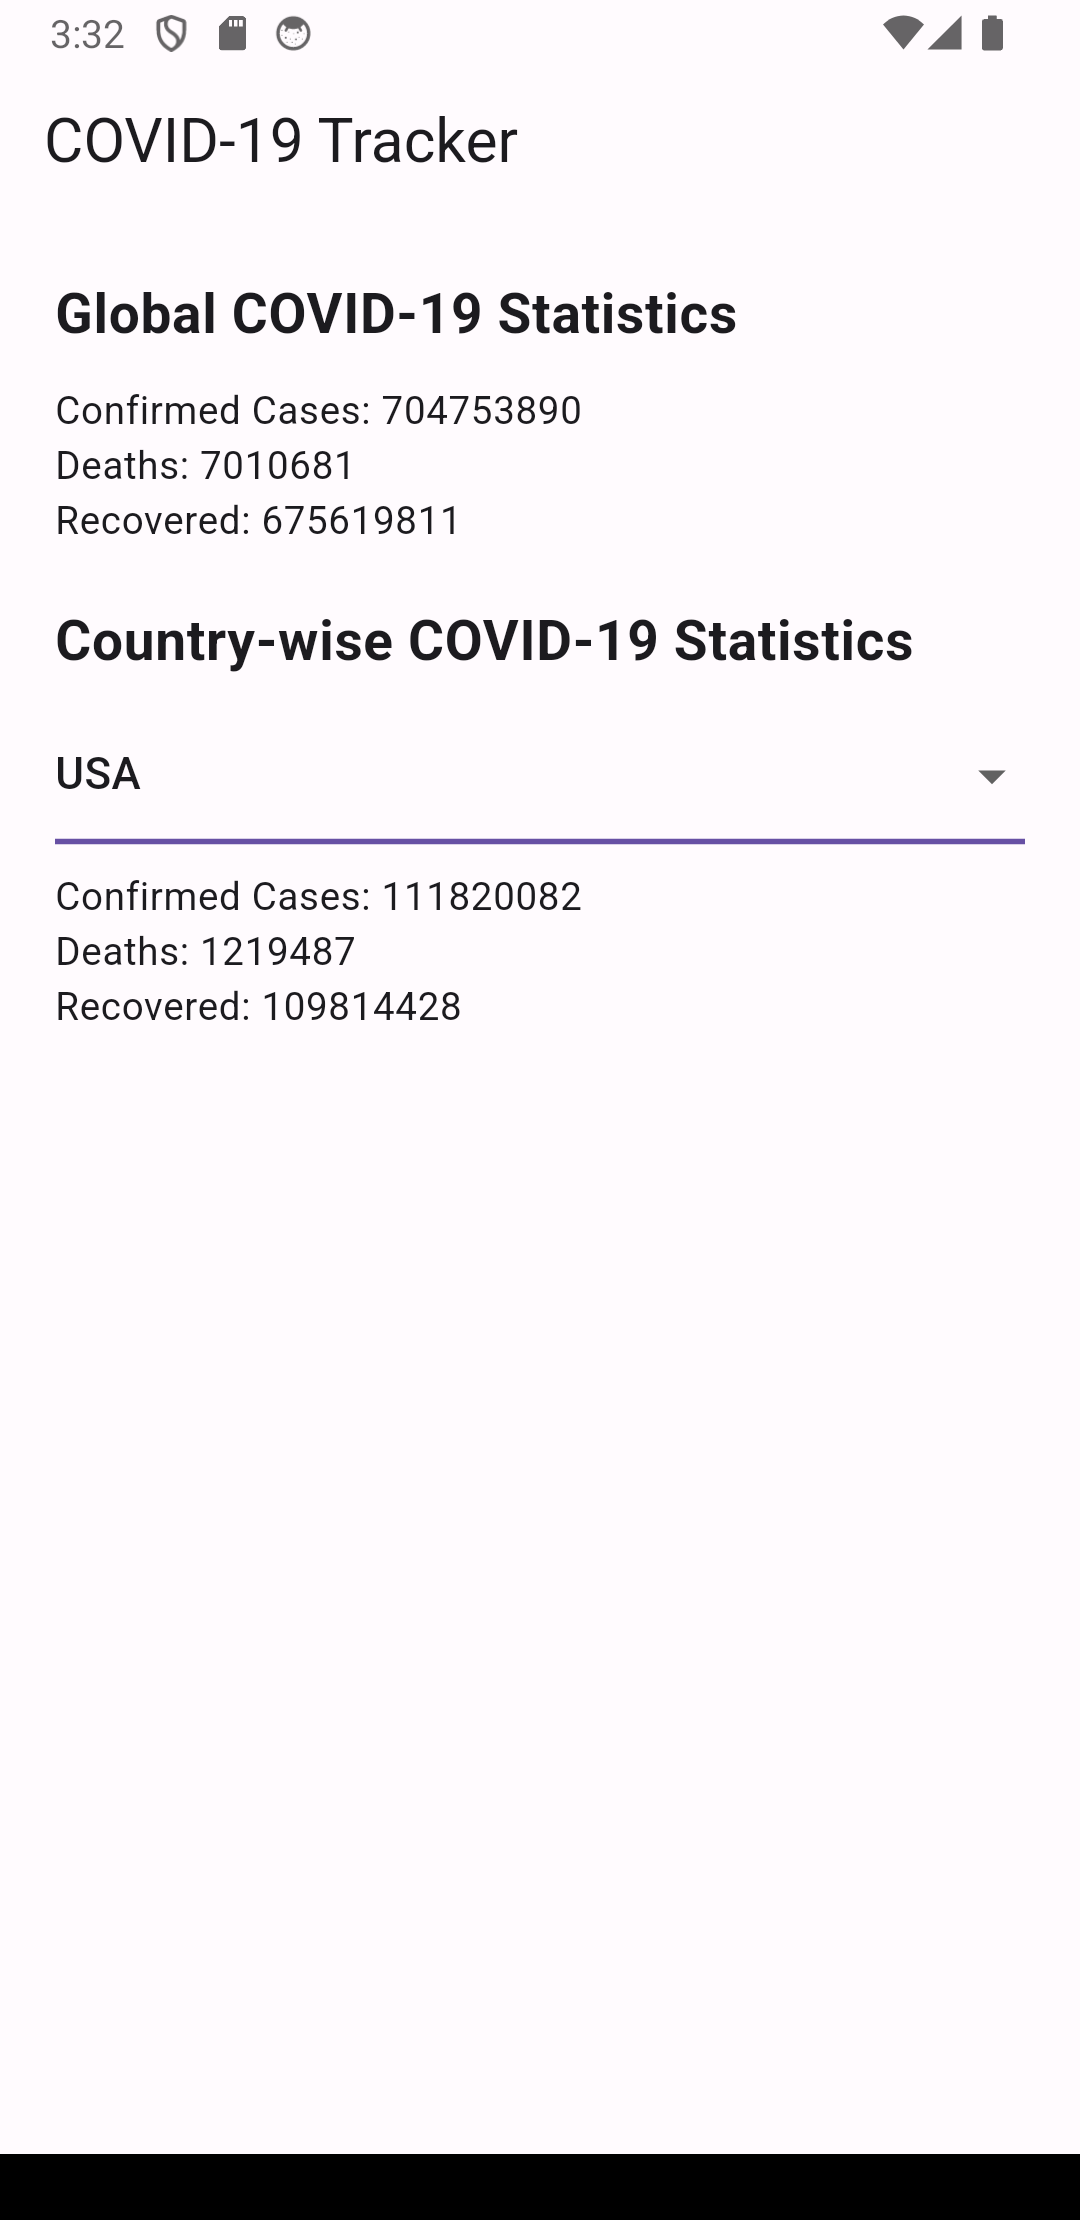 3:32
COVID-19 Tracker
Global COVID-19 Statistics
Confirmed Cases: 704753890
Deaths: 7010681
Recovered: 675619811
Country-wise COVID-19 Statistics
USA
Confirmed Cases: 111820082
Deaths: 1219487
Recovered: 109814428